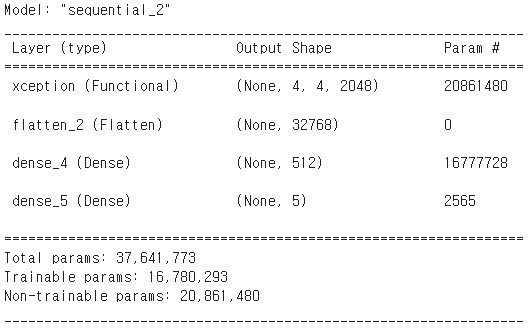 Model: "sequential_2"
_________________________________________________________________
Layer (type) Output Shape Param #
=================================================================
xception (Functional) (None, 4, 4, 2048) 20861480
flatten_2 (Flatten) (None, 32768) 0
dense_4 (Dense) (None, 512) 16777728
dense_5 (Dense) (None, 5) 2565
=================================================================
Total params: 37,641,773
Trainable params: 16,780,293
Non-trainable params: 20,861,480
_________________________________________________________________